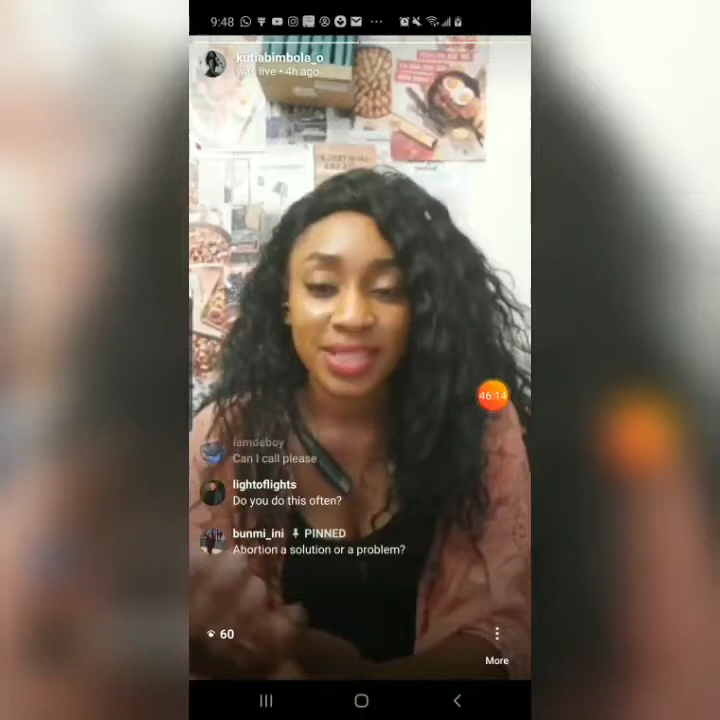 9:48
kutiabimbola_o
was live • 4h ago
46:14
iamdeboy
Can I call please
lightoflights
Do you do this often?
bunmi_ini PINNED
Abortion a solution or a problem?
60
More